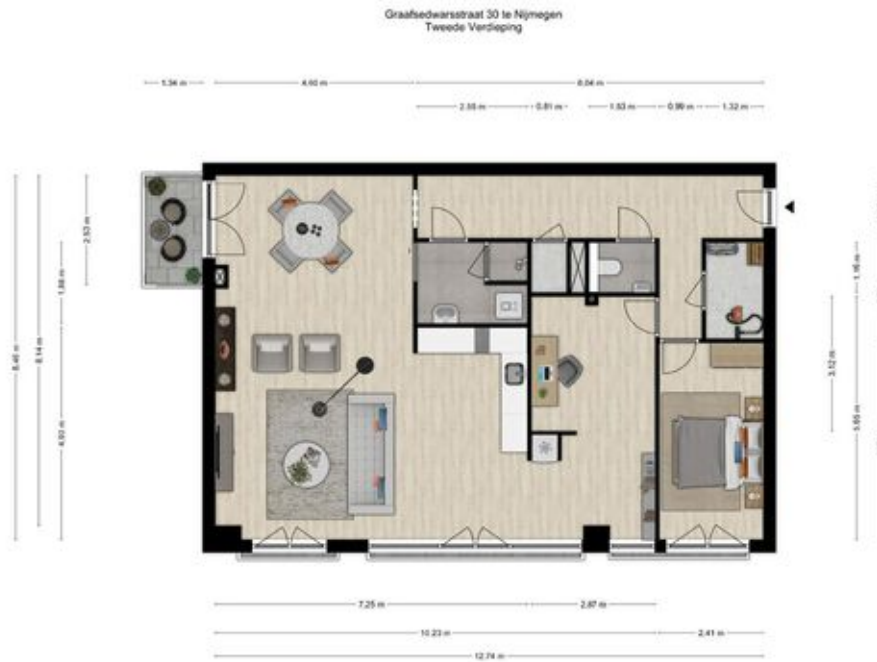 Graafsedwarsstraat 30 te Nijmegen
Tweede Verdieping
1.34 m
4.60 m
8.04 m
2.55 m
0.81 m
1.53 m
0.99 m
1.32 m
8.46 m
8.14 m
2.53 m
1.88 m
4.93 m
1.16 m
3.12 m
5.65 m
7.25 m
2.87 m
10.23 m
2.41 m
12.74 m